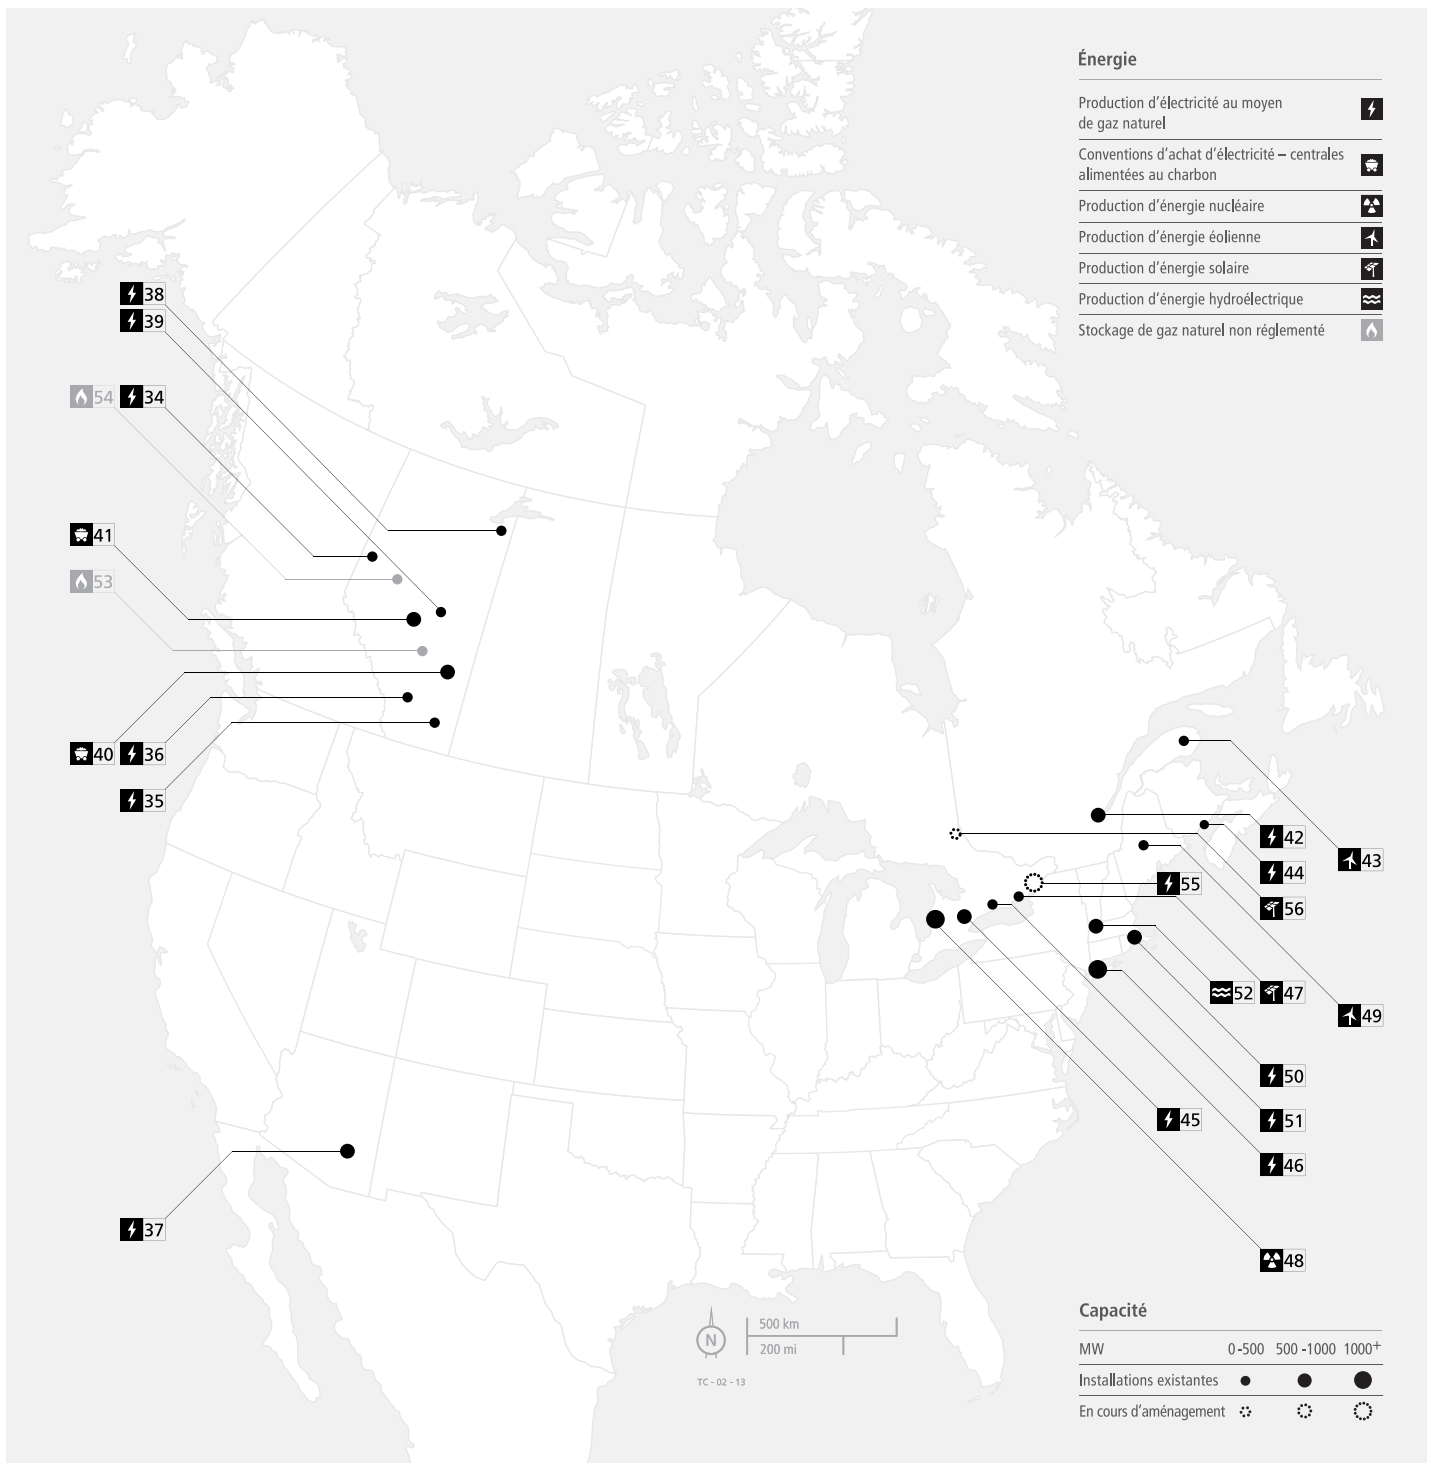 Énergie
Production d'électricité au moyen
de gaz naturel
Conventions d'achat d'électricité – centrales
alimentées au charbon
Production d'énergie nucléaire
Production d'énergie éolienne
Production d'énergie solaire
Production d'énergie hydroélectrique
Stockage de gaz naturel non réglementé
38
39
54 34
41
53
40 36
35
42
43
44
55
56
52 47
49
50
45 51
46
37
48
500 km
200 mi
N
TC - 02 - 13
Capacité
MW 0-500 500-1000 1000+
Installations existantes
En cours d'aménagement